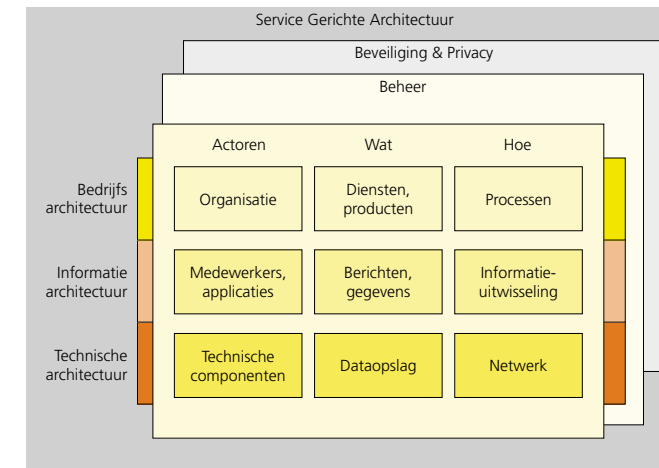 Service Gerichte Architectuur
Beveiliging & Privacy
Beheer
Actoren
Wat
Hoe
Bedrijfs
architectuur
Organisatie
Diensten,
producten
Processen
Informatie
architectuur
Medewerkers,
applicaties
Berichten,
gegevens
Informatie-
uitwisseling
Technische
architectuur
Technische
componenten
Dataopslag
Netwerk